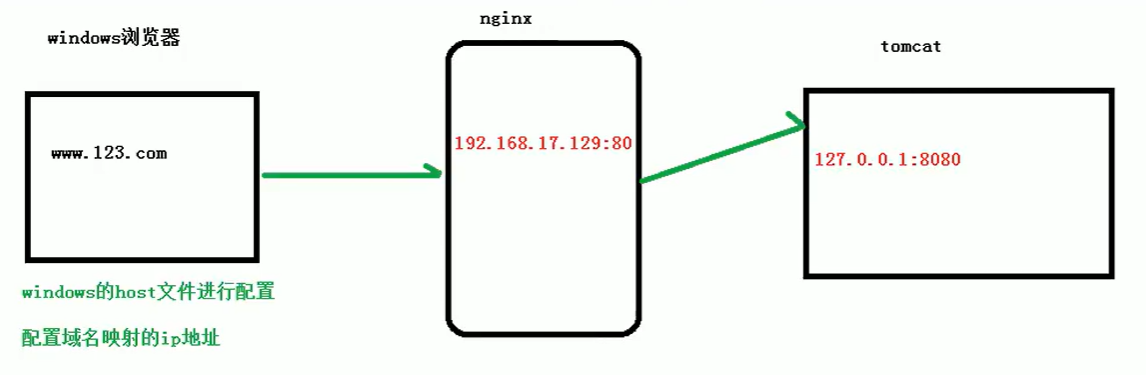 windows浏览器
nginx
tomcat
www.123.com
192.168.17.129:80
127.0.0.1:8080
windows的host文件进行配置
配置域名映射的ip地址